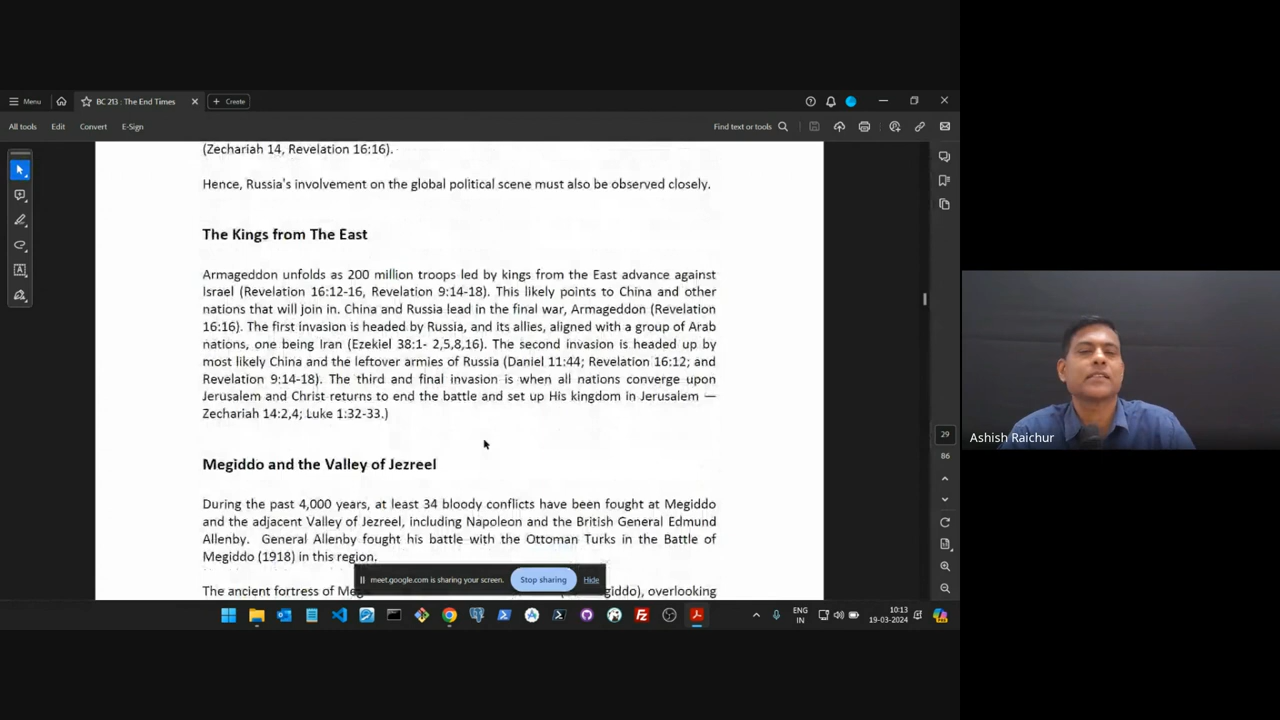 Menu
BC 213 : The End Times
Create
All tools
Edit
Convert
E-Sign
Find text or tools
(Zechariah 14, Revelation 16:16).
Hence, Russia's involvement on the global political scene must also be observed closely.
The Kings from The East
Armageddon unfolds as 200 million troops led by kings from the East advance against
Israel (Revelation 16:12-16, Revelation 9:14-18). This likely points to China and other
nations that will join in. China and Russia lead in the final war, Armageddon (Revelation
16:16). The first invasion is headed by Russia, and its allies, aligned with a group of Arab
nations, one being Iran (Ezekiel 38:1- 2,5,8,16). The second invasion is headed up by
most likely China and the leftover armies of Russia (Daniel 11:44; Revelation 16:12; and
Revelation 9:14-18). The third and final invasion is when all nations converge upon
Jerusalem and Christ returns to end the battle and set up His kingdom in Jerusalem —
Zechariah 14:2,4; Luke 1:32-33.)
Megiddo and the Valley of Jezreel
During the past 4,000 years, at least 34 bloody conflicts have been fought at Megiddo
and the adjacent Valley of Jezreel, including Napoleon and the British General Edmund
Allenby. General Allenby fought his battle with the Ottoman Turks in the Battle of
Megiddo (1918) in this region.
The ancient fortress of Meg
giddo), overlooking
meet.google.com is sharing your screen.
Stop sharing
Hide
29
86
ENG
IN
10:13
19-03-2024
Ashish Raichur